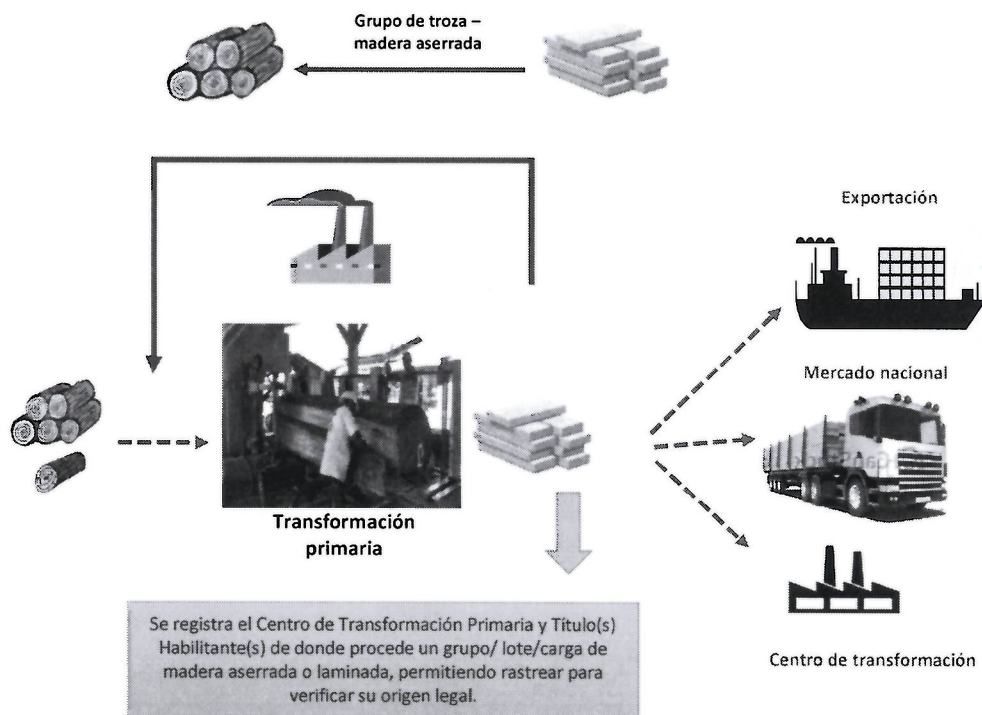 Grupo de troza –
madera aserrada
Exportación
Mercado nacional
Transformación
primaria
Se registra el Centro de Transformación Primaria y Título(s)
Habilitante(s) de donde procede un grupo/ lote/carga de
madera aserrada o laminada, permitiendo rastrear para
verificar su origen legal.
Centro de transformación